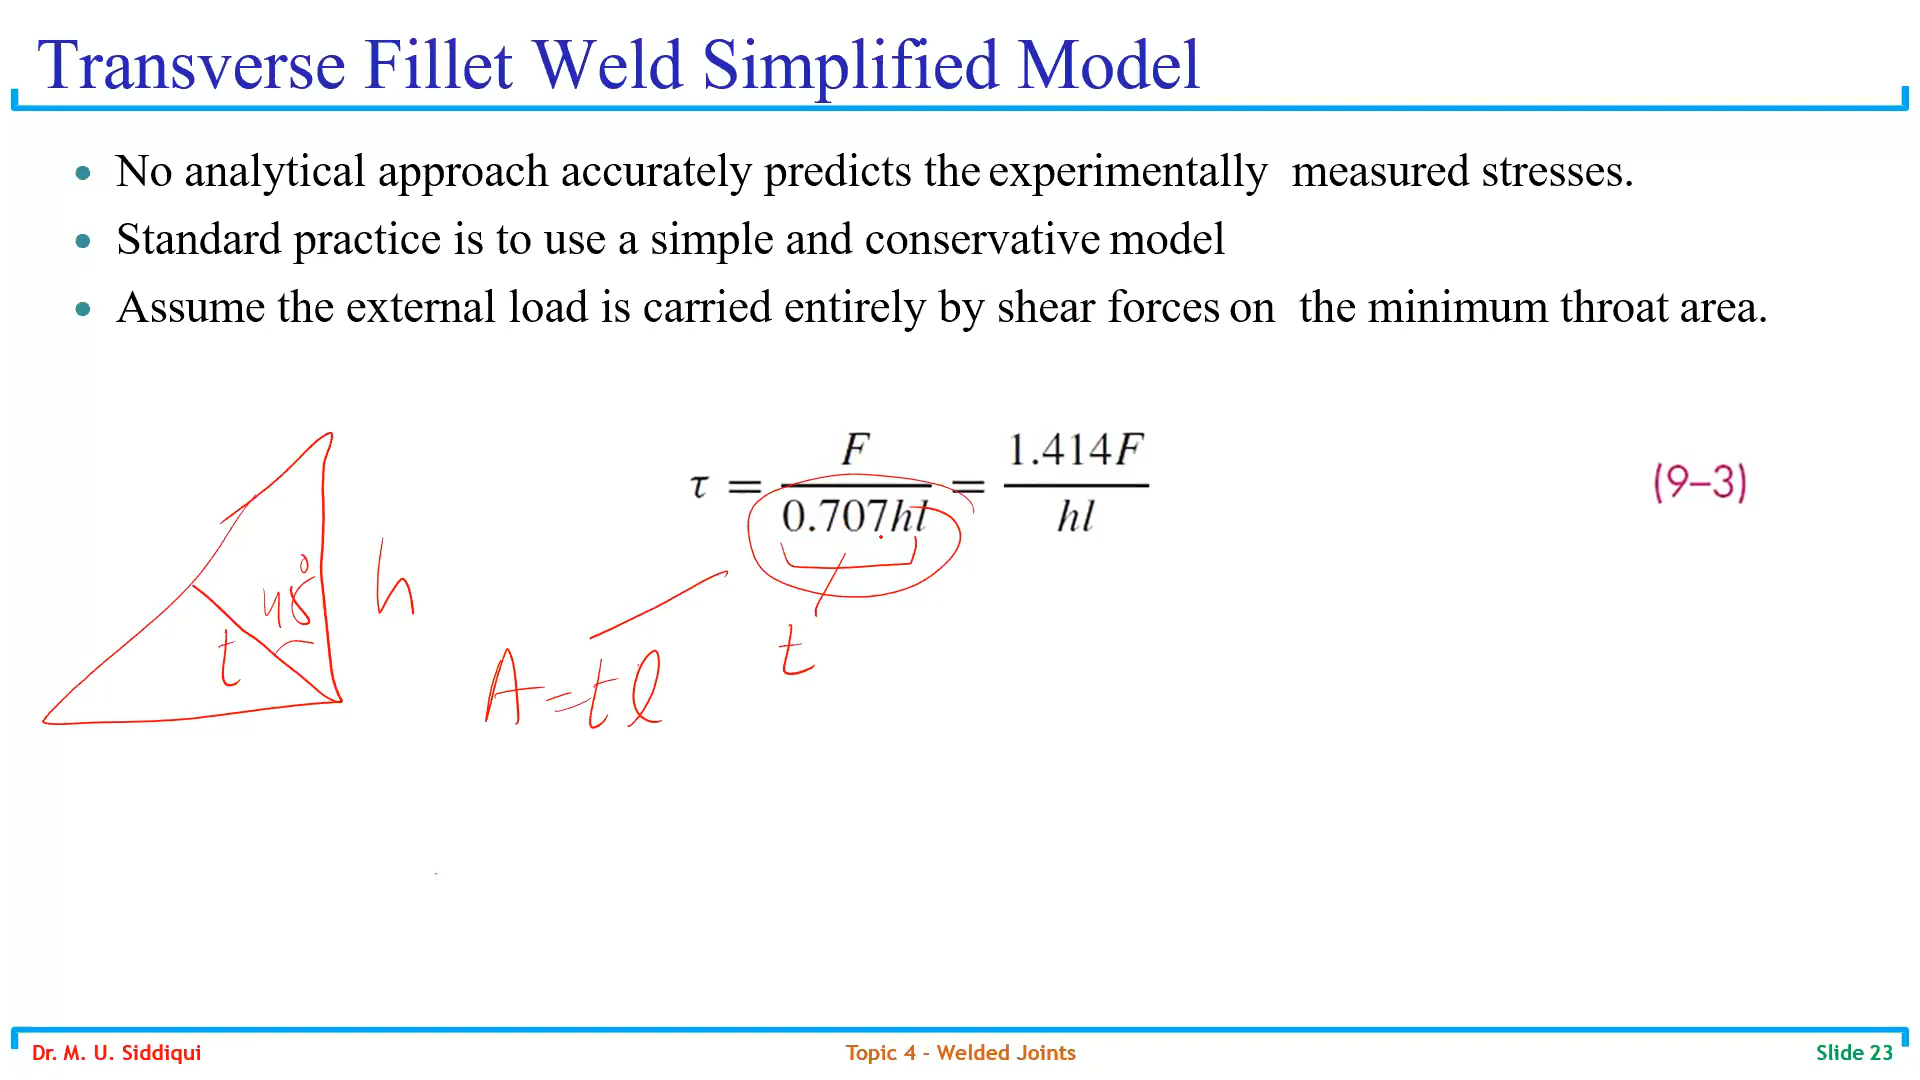 Transverse Fillet Weld Simplified Model
• No analytical approach accurately predicts the experimentally measured stresses.
• Standard practice is to use a simple and conservative model
• Assume the external load is carried entirely by shear forces on the minimum throat area.
τ = F / 0.707hl = 1.414F / hl (9–3)
45°
h
t
t
A = tl
Dr. M. U. Siddiqui Topic 4 - Welded Joints Slide 23